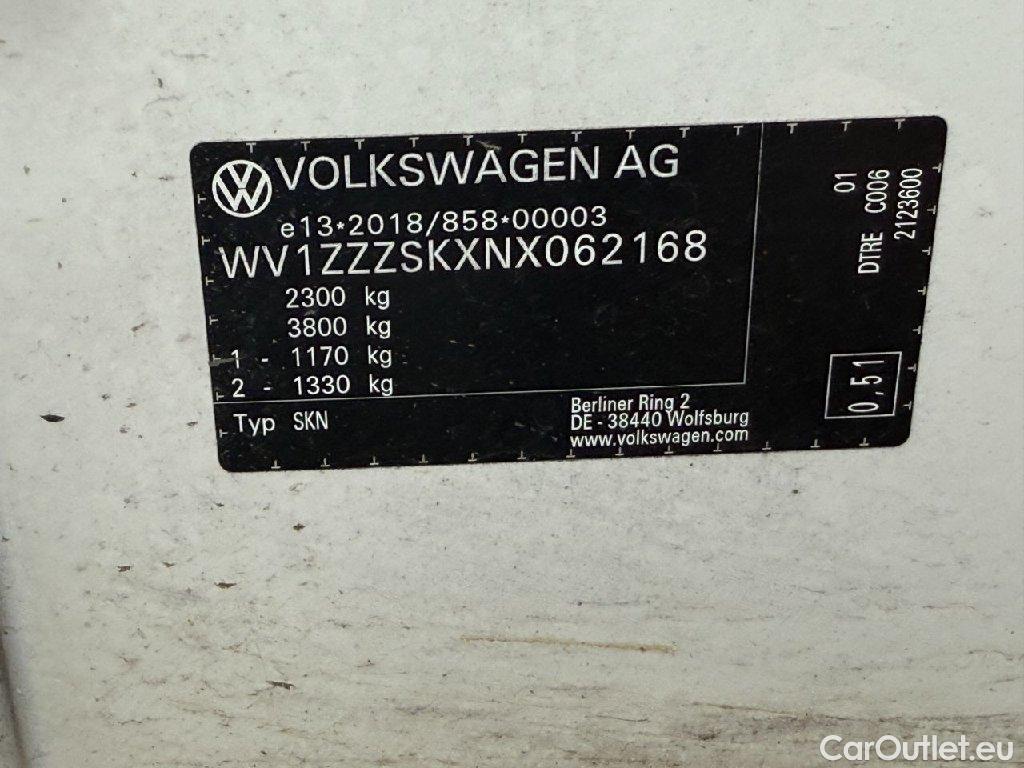 VOLKSWAGEN AG
e13*2018/858*00003
WV1ZZZSKXNX062168
2300 kg
3800 kg
1 - 1170 kg
2 - 1330 kg
Typ SKN
Berliner Ring 2
DE - 38440 Wolfsburg
www.volkswagen.com
01
DTRE C006
2123600
0,51
CarOutlet.eu